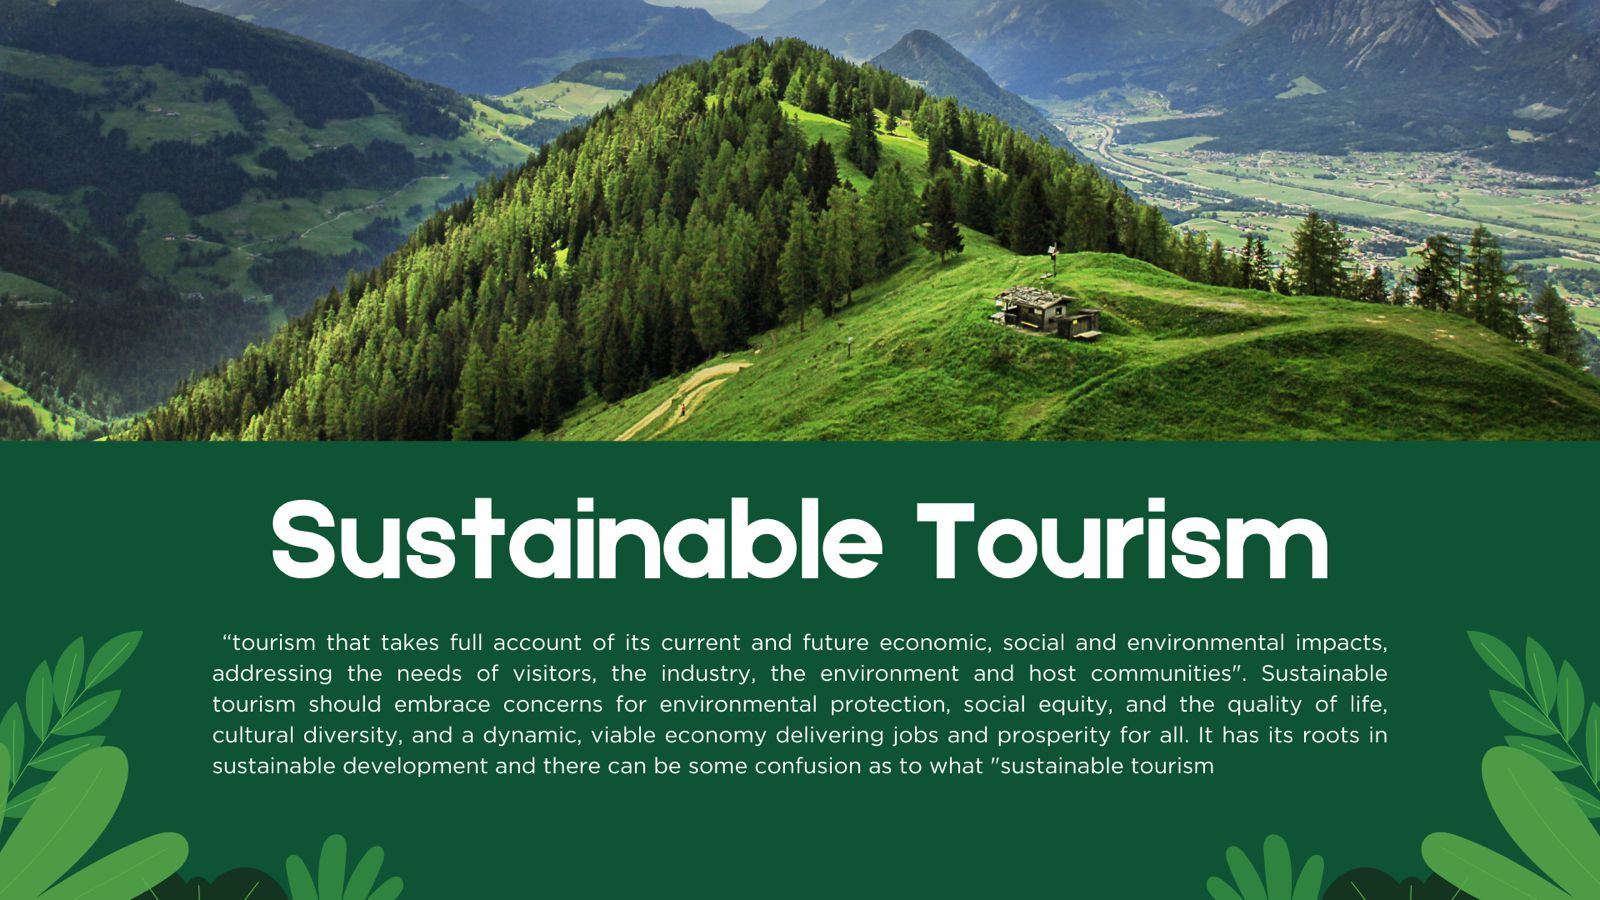 Sustainable Tourism
“tourism that takes full account of its current and future economic, social and environmental impacts,
addressing the needs of visitors, the industry, the environment and host communities". Sustainable
tourism should embrace concerns for environmental protection, social equity, and the quality of life,
cultural diversity, and a dynamic, viable economy delivering jobs and prosperity for all. It has its roots in
sustainable development and there can be some confusion as to what "sustainable tourism